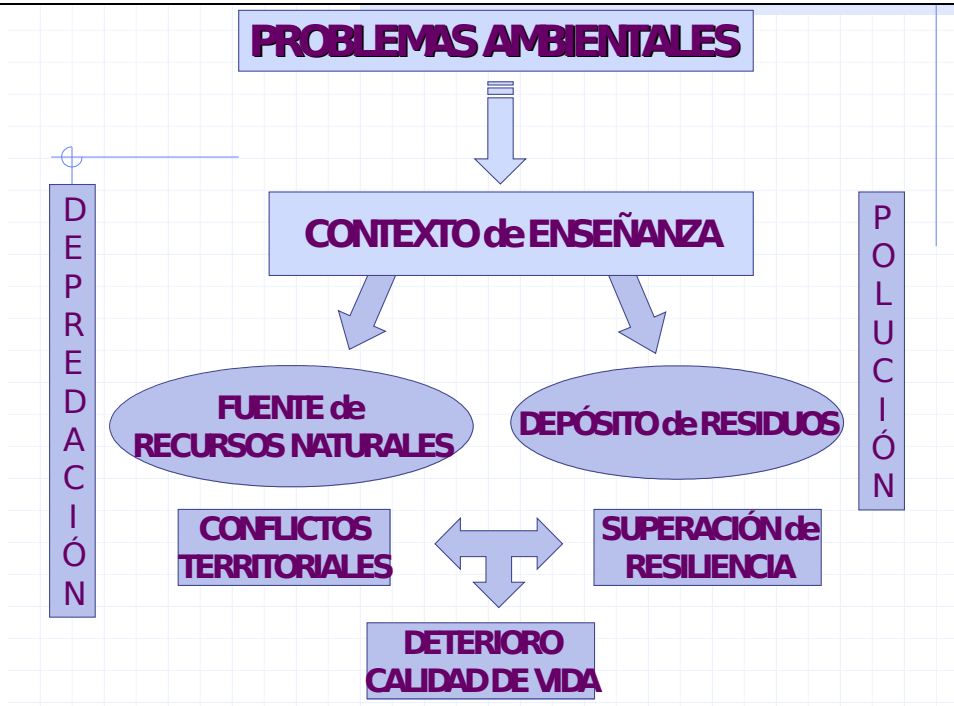 PROBLEMAS AMBIENTALES
CONTEXTO de ENSEÑANZA
DEPREDACIÓN
POLUCIÓN
FUENTE de
RECURSOS NATURALES
DEPÓSITO de RESIDUOS
CONFLICTOS
TERRITORIALES
SUPERACIÓN de
RESILIENCIA
DETERIORO
CALIDAD DE VIDA